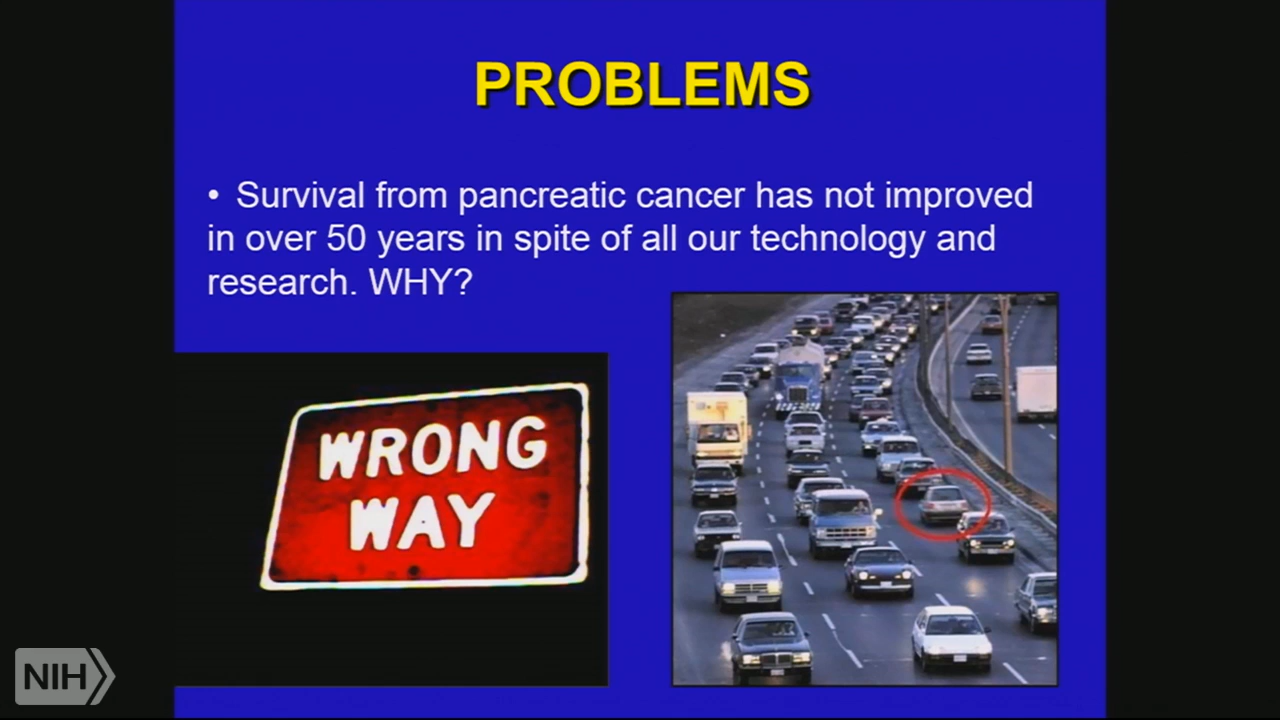 PROBLEMS
• Survival from pancreatic cancer has not improved
in over 50 years in spite of all our technology and
research. WHY?
WRONG
WAY
NIH